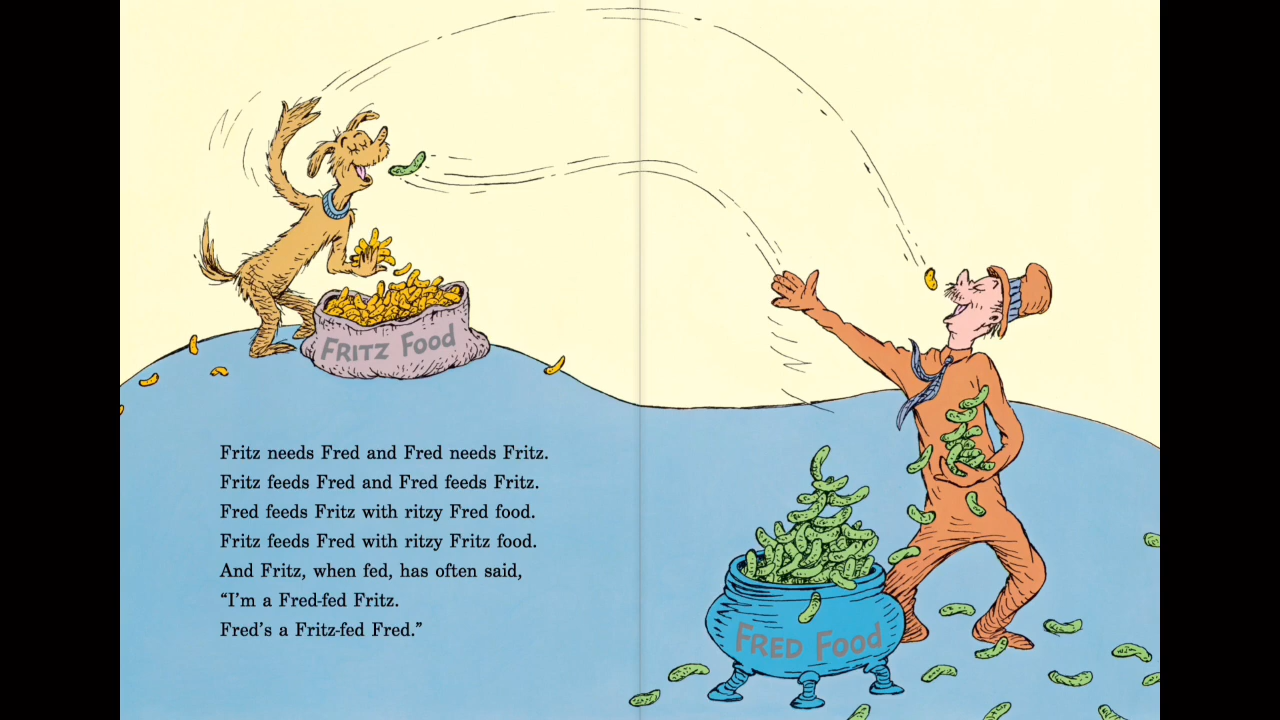 FRITZ Food
Fritz needs Fred and Fred needs Fritz.
Fritz feeds Fred and Fred feeds Fritz.
Fred feeds Fritz with ritzy Fred food.
Fritz feeds Fred with ritzy Fritz food.
And Fritz, when fed, has often said,
“I’m a Fred-fed Fritz.
Fred’s a Fritz-fed Fred.”
FRED Food